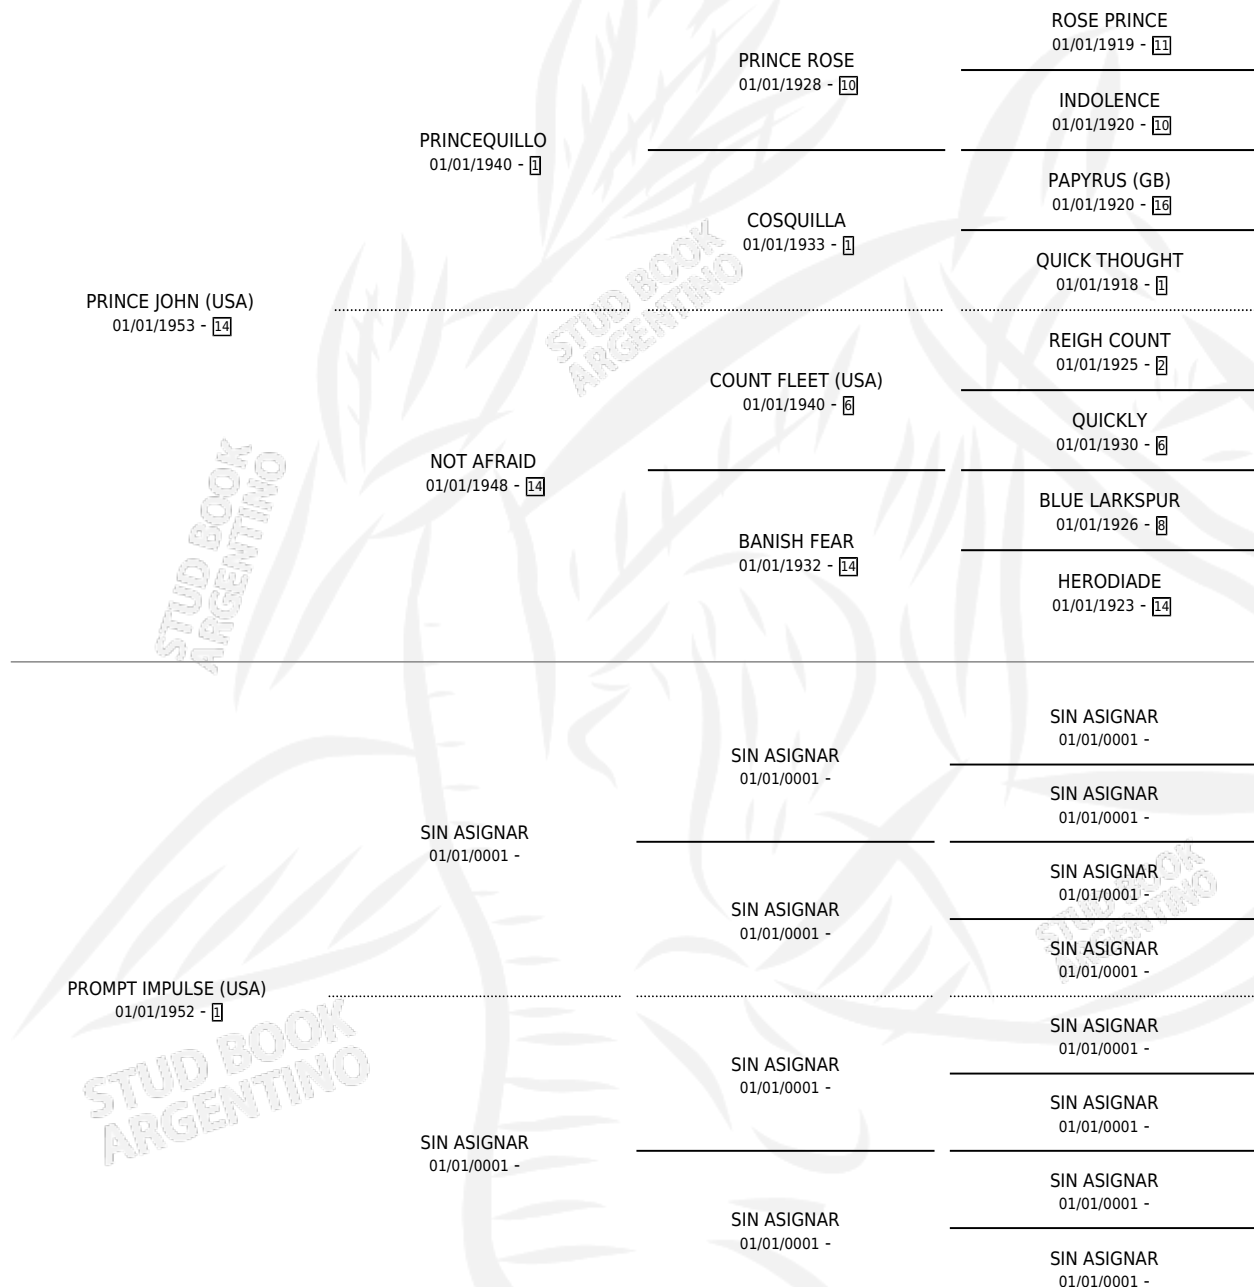 ROSE PRINCE
01/01/1919 - 11
PRINCE ROSE
01/01/1928 - 10
INDOLENCE
01/01/1920 - 10
PRINCEQUILLO
01/01/1940 - 1
PAPYRUS (GB)
01/01/1920 - 16
COSQUILLA
01/01/1933 - 1
QUICK THOUGHT
01/01/1918 - 1
PRINCE JOHN (USA)
01/01/1953 - 14
STUD BOOK
ARGENTINO
REIGH COUNT
01/01/1925 - 2
COUNT FLEET (USA)
01/01/1940 - 6
QUICKLY
01/01/1930 - 6
NOT AFRAID
01/01/1948 - 14
BLUE LARKSPUR
01/01/1926 - 8
BANISH FEAR
01/01/1932 - 14
HERODIADE
01/01/1923 - 14
STUD BOOK
ARGENTINO
SIN ASIGNAR
01/01/0001 -
SIN ASIGNAR
01/01/0001 -
SIN ASIGNAR
01/01/0001 -
SIN ASIGNAR
01/01/0001 -
SIN ASIGNAR
01/01/0001 -
SIN ASIGNAR
01/01/0001 -
SIN ASIGNAR
01/01/0001 -
STUD BOOK
ARGENTINO
PROMPT IMPULSE (USA)
01/01/1952 - 1
STUD BOOK
ARGENTINO
SIN ASIGNAR
01/01/0001 -
SIN ASIGNAR
01/01/0001 -
SIN ASIGNAR
01/01/0001 -
SIN ASIGNAR
01/01/0001 -
SIN ASIGNAR
01/01/0001 -
SIN ASIGNAR
01/01/0001 -
SIN ASIGNAR
01/01/0001 -